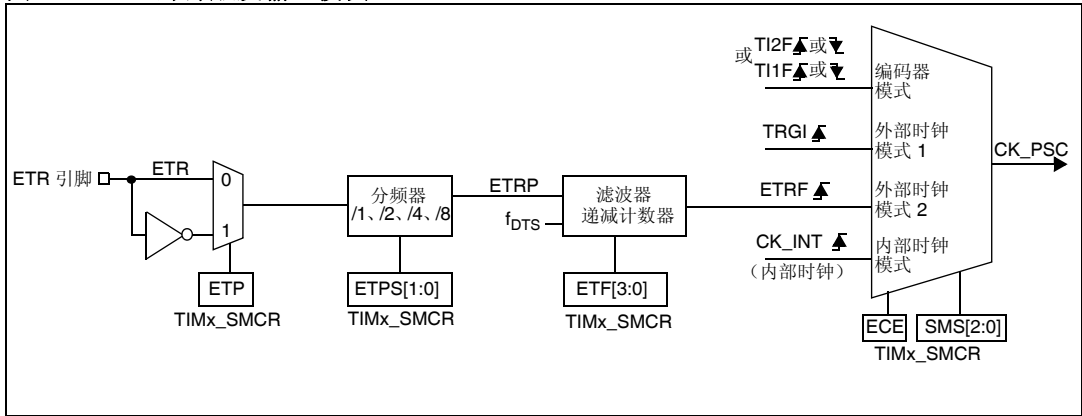 或 TI2F 或
TI1F 或
编码器
模式
TRGI
外部时钟
模式 1
CK_PSC
ETR 引脚
ETR
0
1
分频器
/1、/2、/4、/8
ETRP
fDTS
滤波器
递减计数器
ETRF
外部时钟
模式 2
CK_INT
（内部时钟）
内部时钟
模式
ETP
TIMx_SMCR
ETPS[1:0]
TIMx_SMCR
ETF[3:0]
TIMx_SMCR
ECE
SMS[2:0]
TIMx_SMCR